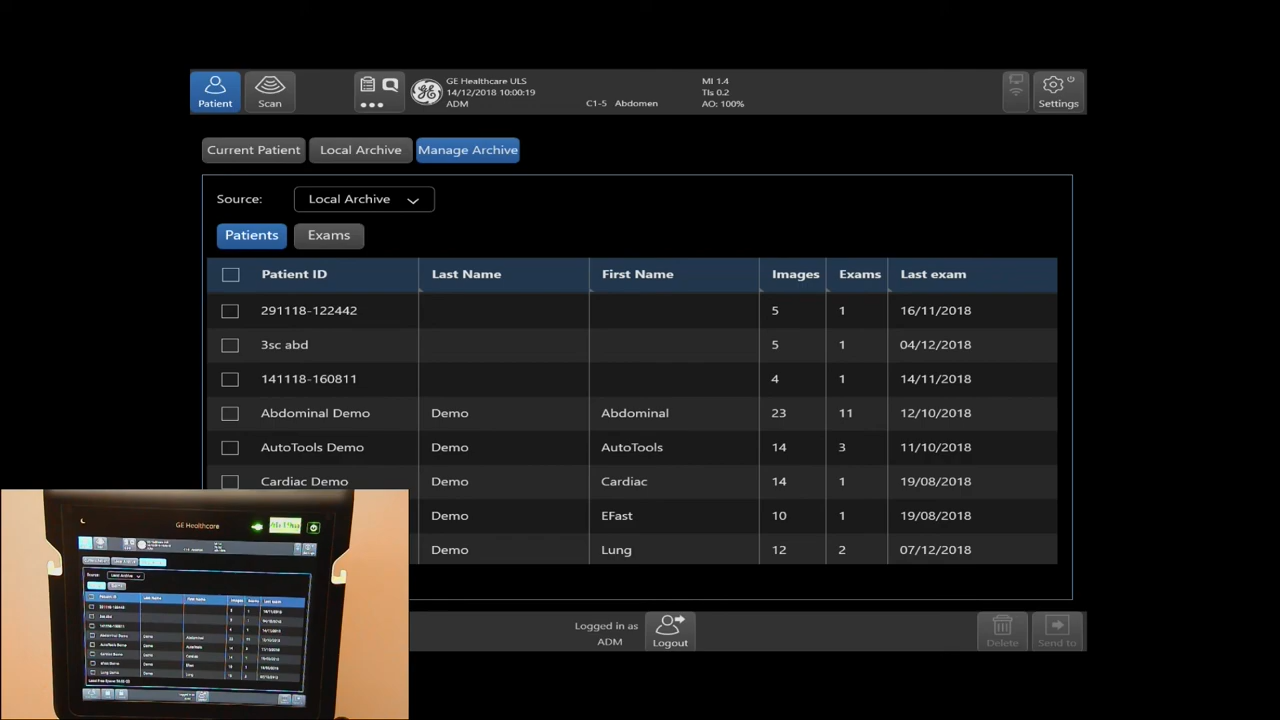 Patient
Scan
GE Healthcare ULS
14/12/2018 10:00:19
ADM
C1-5 Abdomen
MI 1.4
TIs 0.2
AO: 100%
Settings
Current Patient Local Archive Manage Archive
Source: Local Archive
Patients Exams
Patient ID Last Name First Name Images Exams Last exam
291118-122442 5 1 16/11/2018
3sc abd 5 1 04/12/2018
141118-160811 4 1 14/11/2018
Abdominal Demo Demo Abdominal 23 11 12/10/2018
AutoTools Demo Demo AutoTools 14 3 11/10/2018
Cardiac Demo Demo Cardiac 14 1 19/08/2018
Demo EFast 10 1 19/08/2018
Demo Lung 12 2 07/12/2018
Logged in as
ADM
Logout
Delete
Send to
GE Healthcare